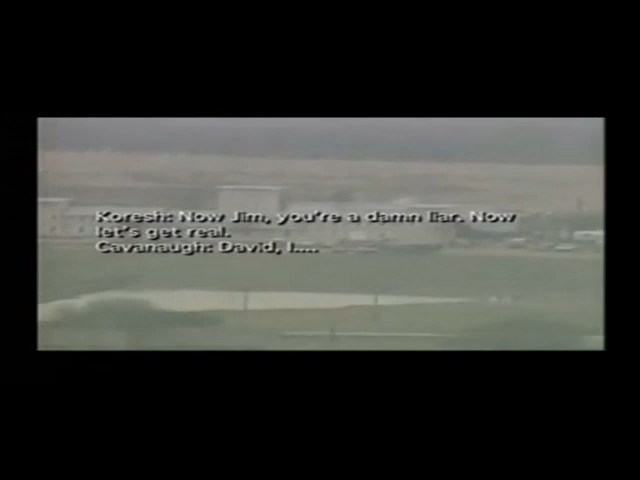 Koresh: Now Jim, you're a damn liar. Now
let's get real.
Cavanaugh: David, I....